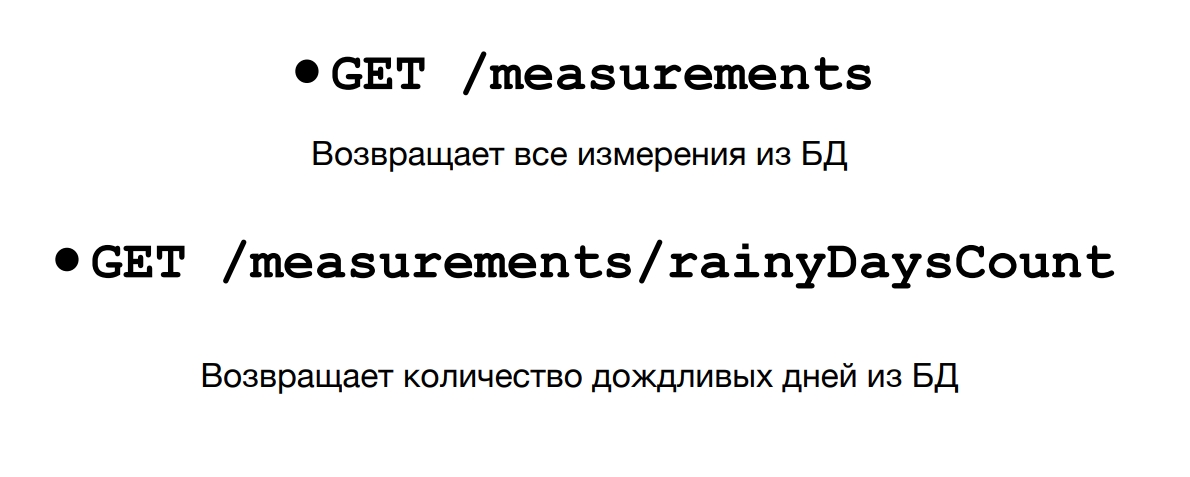 • GET /measurements
Возвращает все измерения из БД
• GET /measurements/rainyDaysCount
Возвращает количество дождливых дней из БД